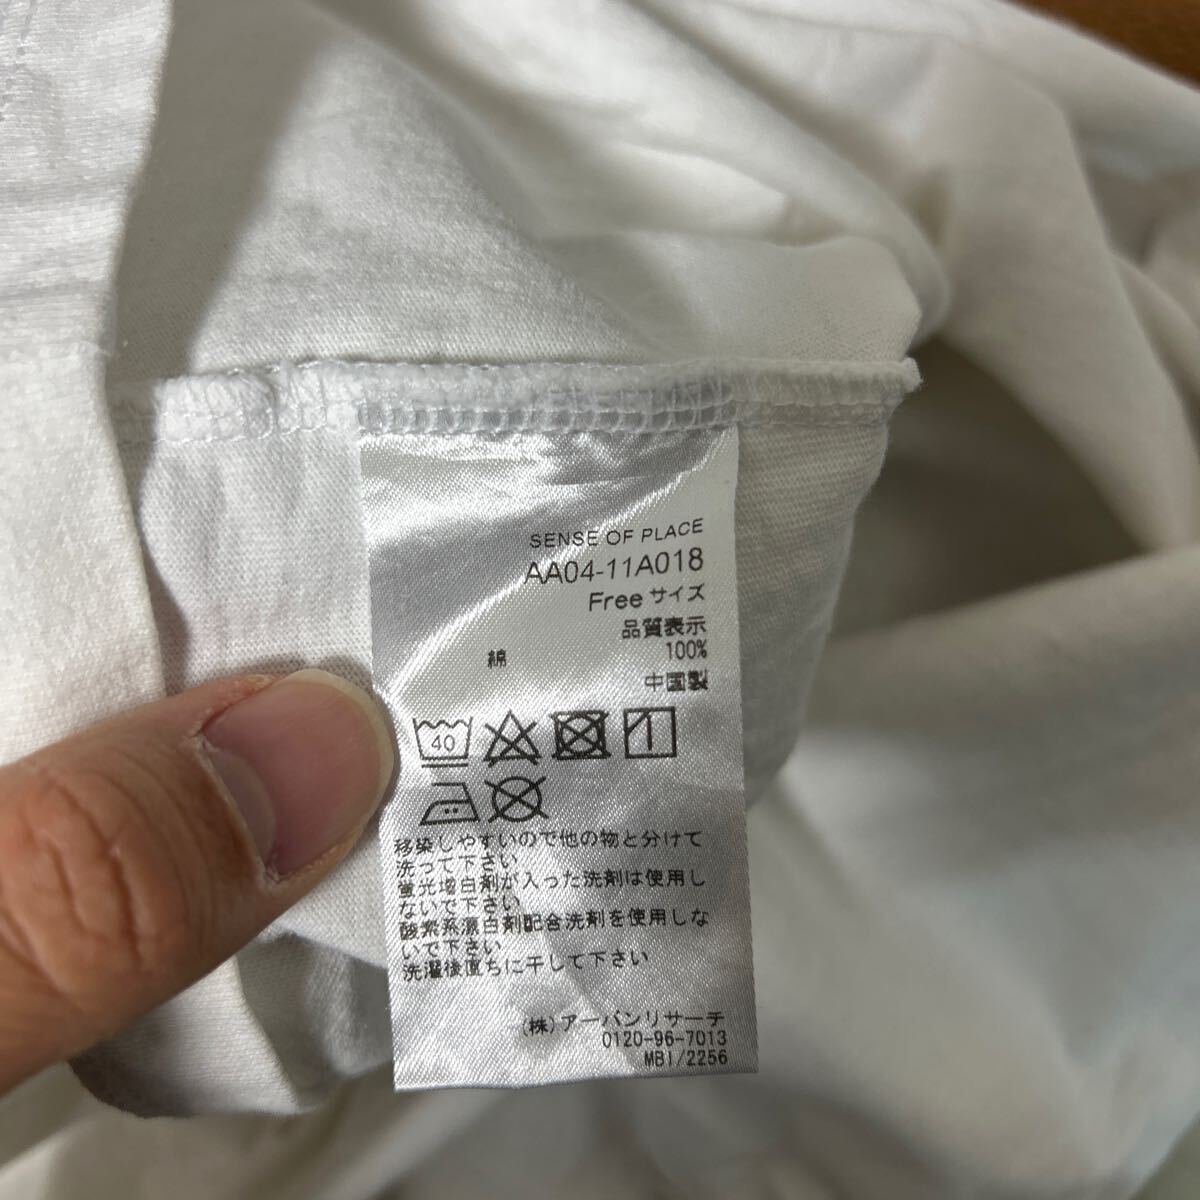 SENSE OF PLACE
AA04-11A018
Free サイズ
品質表示
綿 100%
中国製
40
移染しやすいので他の物と分けて
洗って下さい
蛍光増白剤が入った洗剤は使用し
ないで下さい
酸素系漂白剤配合洗剤を使用しな
いで下さい
洗濯後直ちに干して下さい
(株)アーバンリサーチ
0120-96-7013
MBI/2256